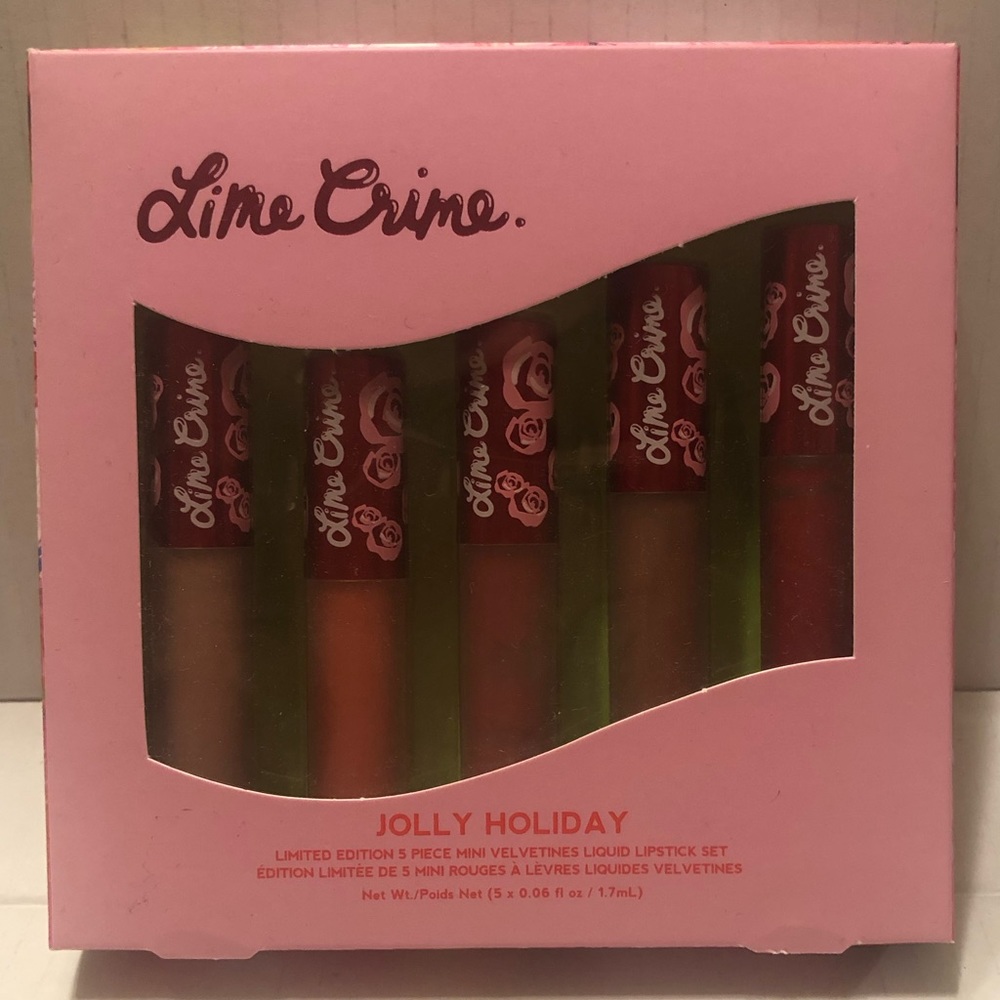 Lime Crime.
Lime Crime.
Lime Crime.
Lime Crime.
Lime Crime.
Lime Crime.
JOLLY HOLIDAY
LIMITED EDITION 5 PIECE MINI VELVETINES LIQUID LIPSTICK SET
ÉDITION LIMITÉE DE 5 MINI ROUGES À LÈVRES LIQUIDES VELVETINES
Net Wt./Poids Net (5 x 0.06 fl oz / 1.7mL)